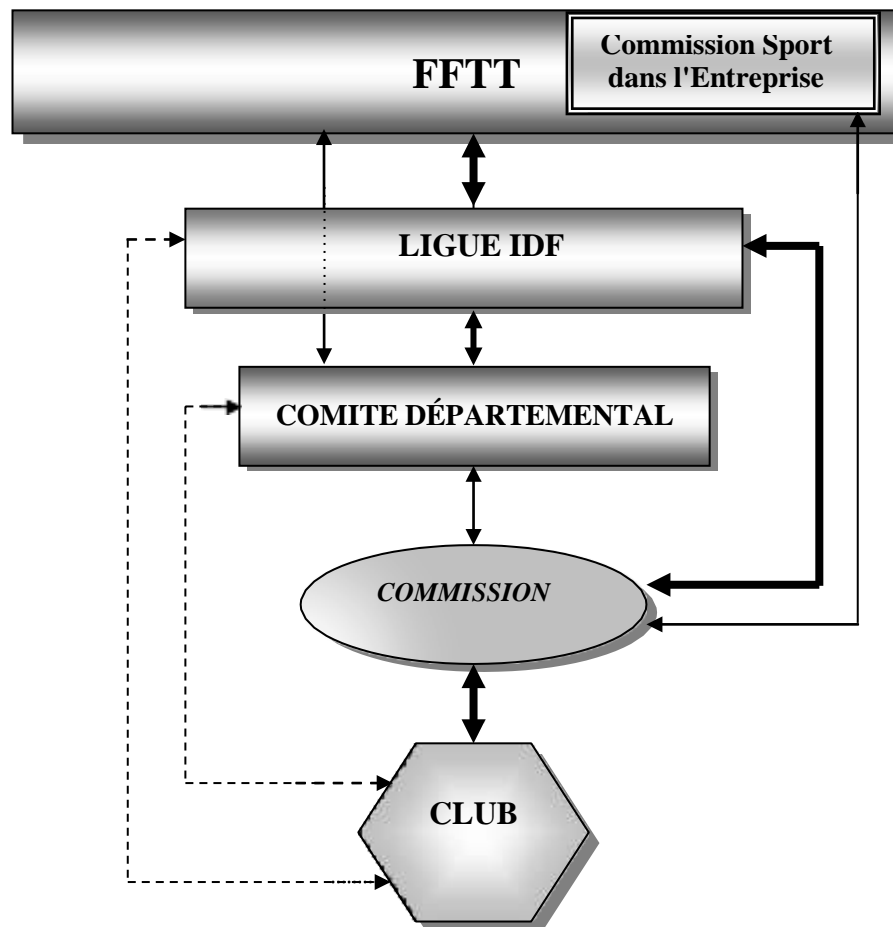 FFTT
Commission Sport
dans l'Entreprise
LIGUE IDF
COMITE DÉPARTEMENTAL
COMMISSION
CLUB